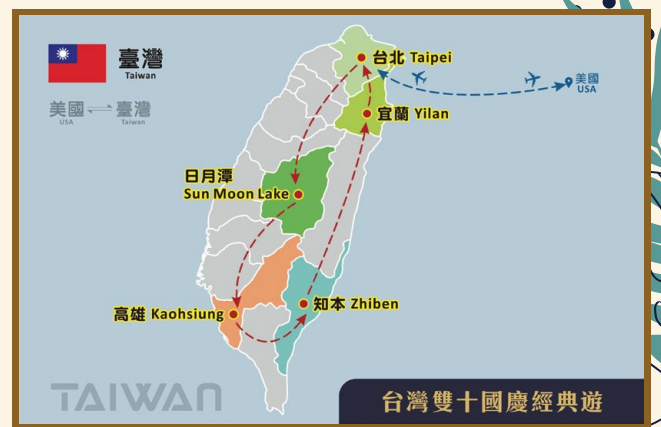 臺灣
Taiwan
美國 臺灣
USA Taiwan
台北 Taipei
美國
USA
宜蘭 Yilan
日月潭
Sun Moon Lake
高雄 Kaohsiung
知本 Zhiben
TAIWAN
台灣雙十國慶經典遊